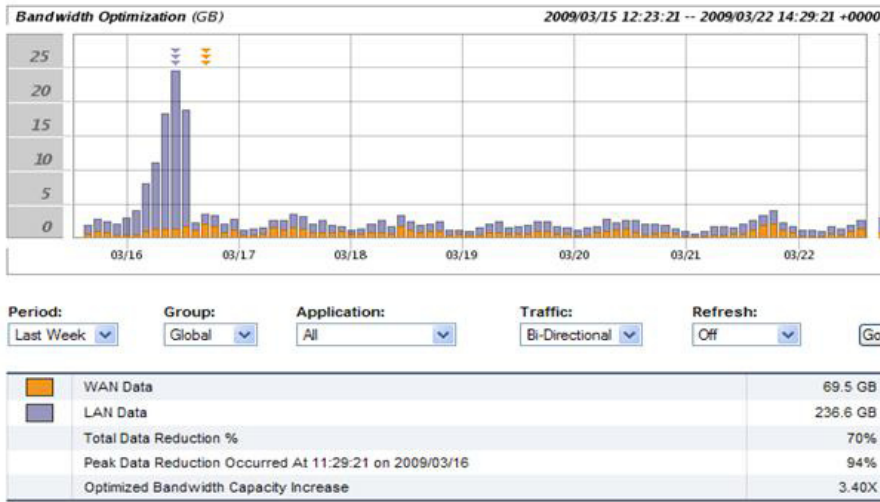 Bandwidth Optimization (GB) 2009/03/15 12:23:21 -- 2009/03/22 14:29:21 +0000
25
20
15
10
5
0
03/16 03/17 03/18 03/19 03/20 03/21 03/22
Period: Group: Application: Traffic: Refresh:
Last Week Global All Bi-Directional Off Go
WAN Data 69.5 GB
LAN Data 236.6 GB
Total Data Reduction % 70%
Peak Data Reduction Occurred At 11:29:21 on 2009/03/16 94%
Optimized Bandwidth Capacity Increase 3.40X